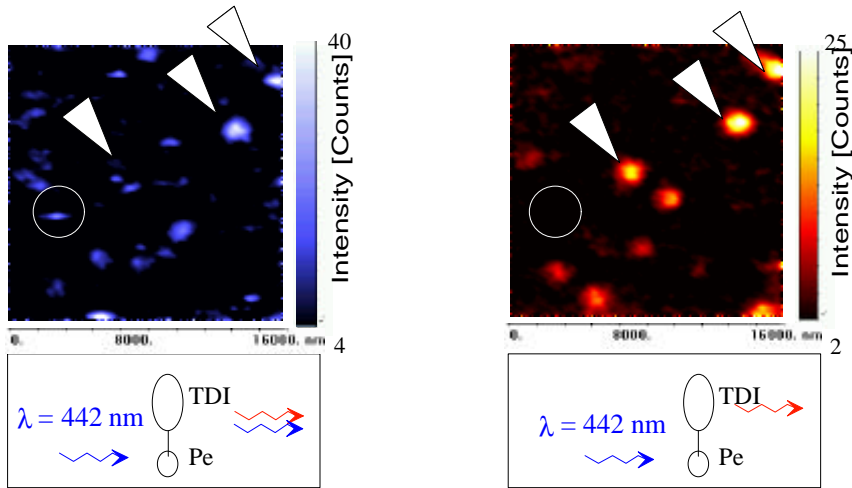 40
Intensity [Counts]
4
0. 8000. 16000. nm
λ = 442 nm
TDI
Pe
25
Intensity [Counts]
2
0. 8000. 16000. nm
λ = 442 nm
TDI
Pe